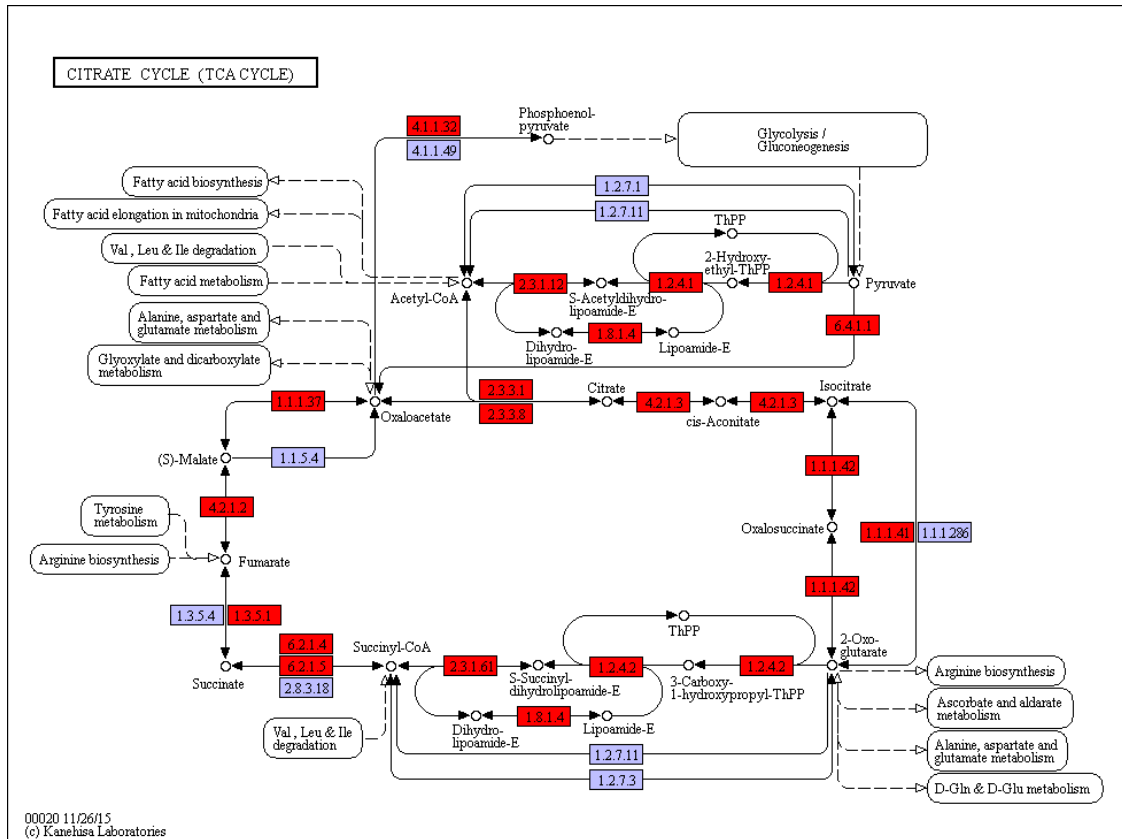 CITRATE CYCLE (TCA CYCLE)
Phosphoenol-
pyruvate
4.1.1.32
4.1.1.49
Glycolysis /
Gluconeogenesis
Fatty acid biosynthesis
Fatty acid elongation in mitochondria
Val , Leu & Ile degradation
Fatty acid metabolism
1.2.7.1
1.2.7.11
ThPP
2-Hydroxy-
ethyl-ThPP
2.3.1.12
1.2.4.1
1.2.4.1
Acetyl-CoA
S-Acetyldihydro-
lipoamide-E
Pyruvate
Alanine, aspartate and
glutamate metabolism
1.8.1.4
6.4.1.1
Dihydro-
lipoamide-E
Lipoamide-E
Glyoxylate and dicarboxylate
metabolism
1.1.1.37
Oxaloacetate
2.3.3.1
2.3.3.8
Citrate
4.2.1.3
cis-Aconitate
4.2.1.3
Isocitrate
(S)-Malate
1.1.5.4
1.1.1.42
4.2.1.2
Tyrosine
metabolism
Oxalosuccinate
1.1.1.41
1.1.1.286
Arginine biosynthesis
Fumarate
1.1.1.42
1.3.5.4
1.3.5.1
ThPP
6.2.1.4
6.2.1.5
2.8.3.18
Succinate
Succinyl-CoA
2.3.1.61
1.2.4.2
1.2.4.2
2-Oxo-
glutarate
S-Succinyl-
dihydrolipoamide-E
3-Carboxy-
1-hydroxypropyl-ThPP
Arginine biosynthesis
1.8.1.4
Dihydro-
lipoamide-E
Lipoamide-E
Ascorbate and aldarate
metabolism
Val , Leu & Ile
degradation
1.2.7.11
Alanine, aspartate and
glutamate metabolism
1.2.7.3
D-Gln & D-Glu metabolism
00020 11/26/15
(c) Kanehisa Laboratories